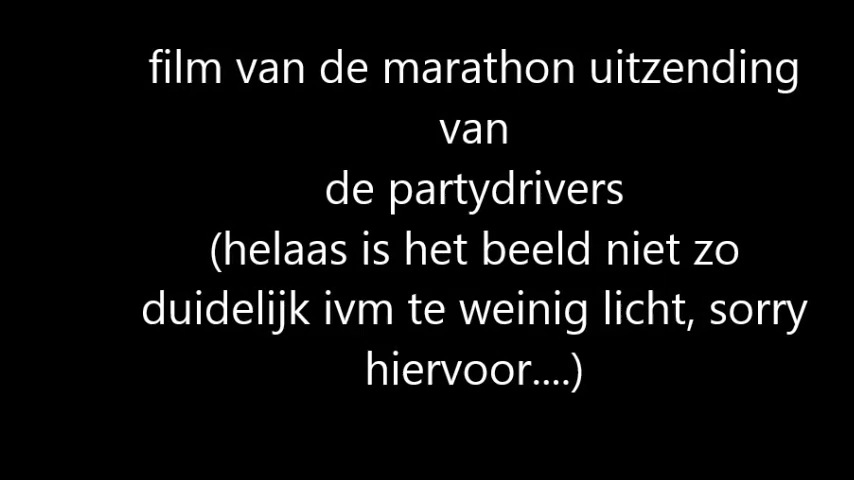 film van de marathon uitzending
van
de partydrivers
(helaas is het beeld niet zo
duidelijk ivm te weinig licht, sorry
hiervoor....)